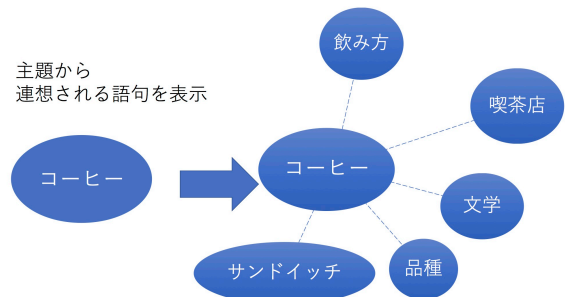 主題から
連想される語句を表示
コーヒー
コーヒー
飲み方
喫茶店
文学
品種
サンドイッチ